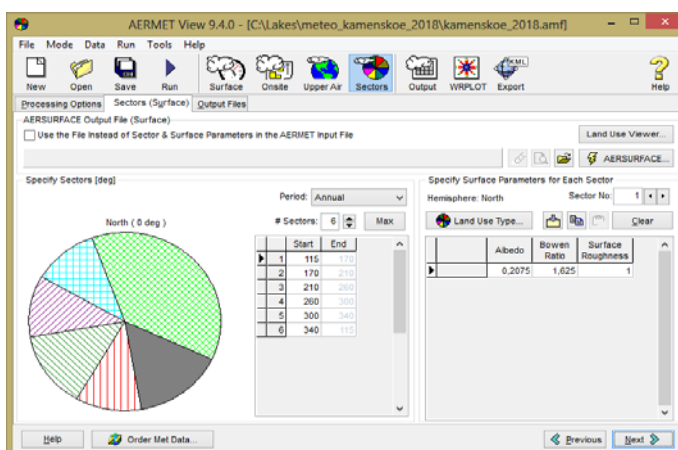 AERMET View 9.4.0 - [C:\Lakes\meteo_kamenskoe_2018\kamenskoe_2018.amf]
File Mode Data Run Tools Help
New Open Save Run Surface Onsite Upper Air Sectors Output WRPLOT Export Help
KML
Processing Options Sectors (Surface) Output Files
AERSURFACE Output File (Surface)
Use the File Instead of Sector & Surface Parameters in the AERMET Input File
Land Use Viewer...
AERSURFACE...
Specify Sectors [deg]
Period: Annual
# Sectors: 6 Max
North ( 0 deg )
Start End
1 115 170
2 170 210
3 210 260
4 260 300
5 300 340
6 340 115
Specify Surface Parameters for Each Sector
Hemisphere: North Sector No: 1
Land Use Type... Clear
Albedo Bowen Ratio Surface Roughness
0,2075 1,625 1
Help Order Met Data... Previous Next